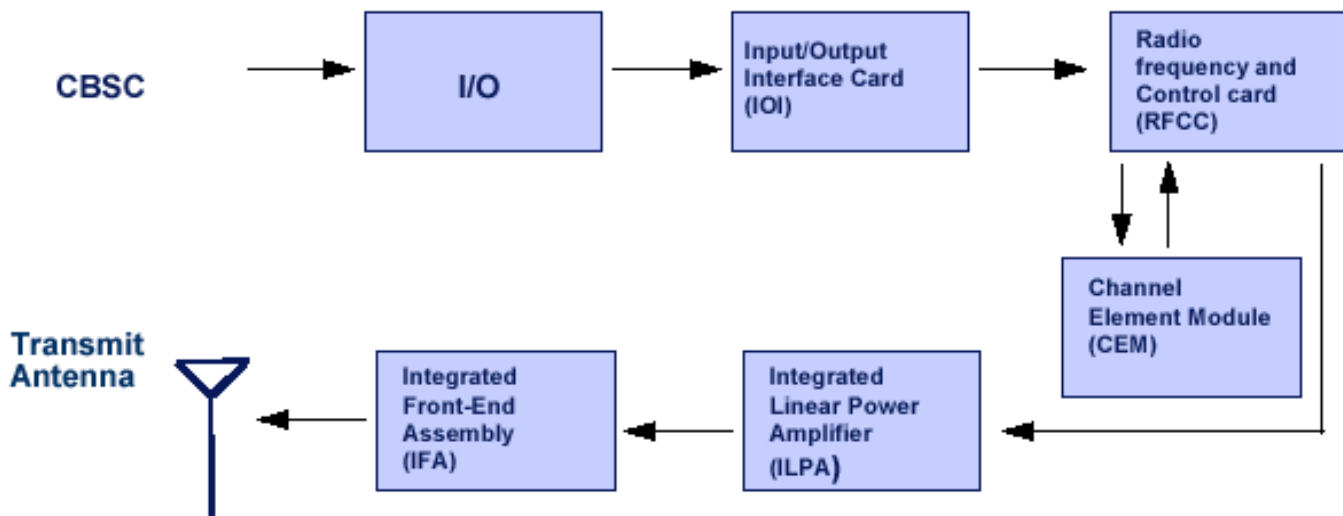 CBSC
I/O
Input/Output
Interface Card
(IOI)
Radio
frequency and
Control card
(RFCC)
Channel
Element Module
(CEM)
Transmit
Antenna
Integrated
Front-End
Assembly
(IFA)
Integrated
Linear Power
Amplifier
(ILPA)